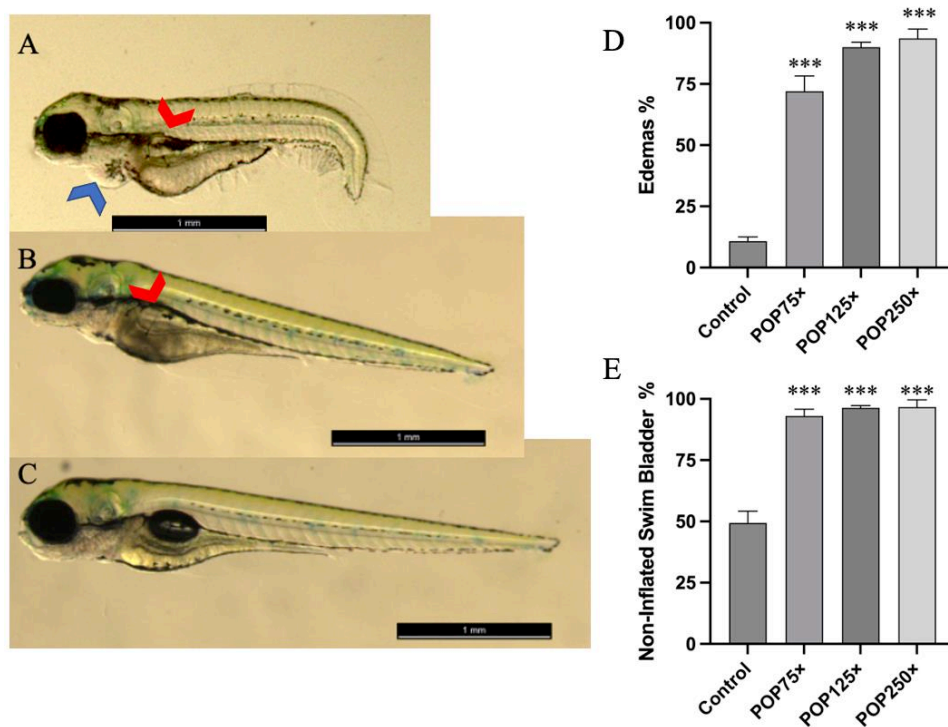 A
1 mm
B
1 mm
C
1 mm
D
Edemas %
100
75
50
25
0
***
***
***
Control
POP75×
POP125×
POP250×
E
Non-Inflated Swim Bladder %
100
75
50
25
0
***
***
***
Control
POP75×
POP125×
POP250×